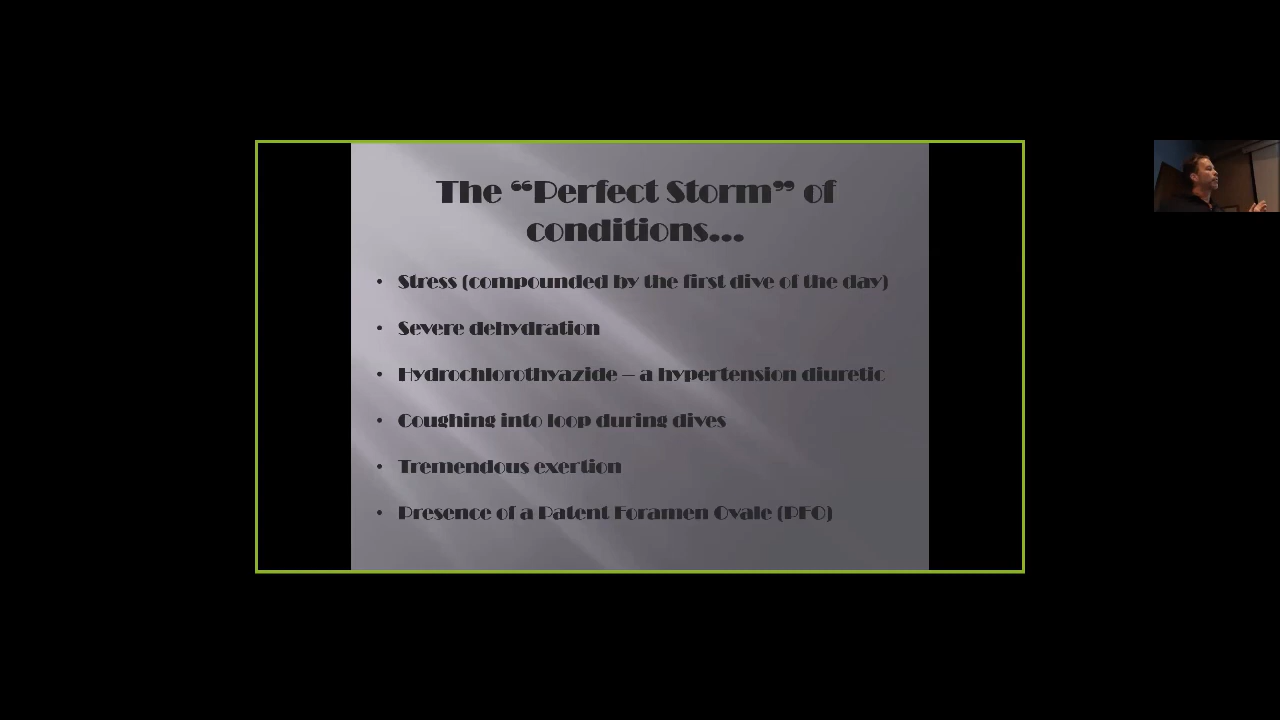 The “Perfect Storm” of
conditions...
• Stress (compounded by the first dive of the day)
• Severe dehydration
• Hydrochlorothyazide – a hypertension diuretic
• Coughing into loop during dives
• Tremendous exertion
• Presence of a Patent Foramen Ovale (PFO)